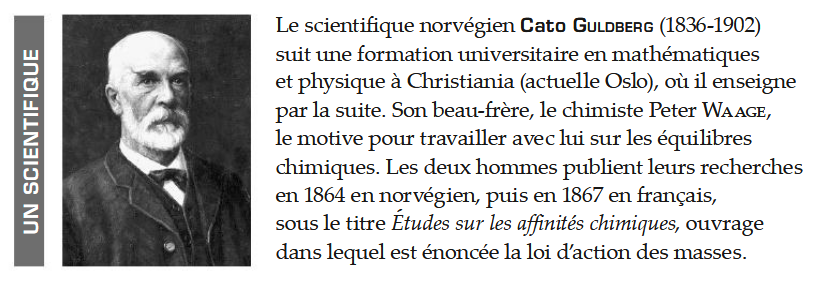 UN SCIENTIFIQUE
Le scientifique norvégien Cato GULDBERG (1836-1902)
suit une formation universitaire en mathématiques
et physique à Christiania (actuelle Oslo), où il enseigne
par la suite. Son beau-frère, le chimiste Peter WAAGE,
le motive pour travailler avec lui sur les équilibres
chimiques. Les deux hommes publient leurs recherches
en 1864 en norvégien, puis en 1867 en français,
sous le titre Études sur les affinités chimiques, ouvrage
dans lequel est énoncée la loi d’action des masses.